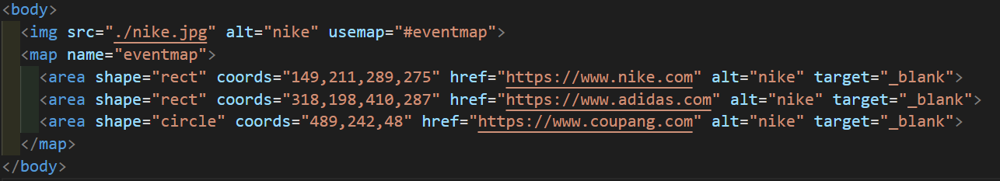 <body>
<img src="./nike.jpg" alt="nike" usemap="#eventmap">
<map name="eventmap">
<area shape="rect" coords="149,211,289,275" href="https://www.nike.com" alt="nike" target="_blank">
<area shape="rect" coords="318,198,410,287" href="https://www.adidas.com" alt="nike" target="_blank">
<area shape="circle" coords="489,242,48" href="https://www.coupang.com" alt="nike" target="_blank">
</map>
</body>